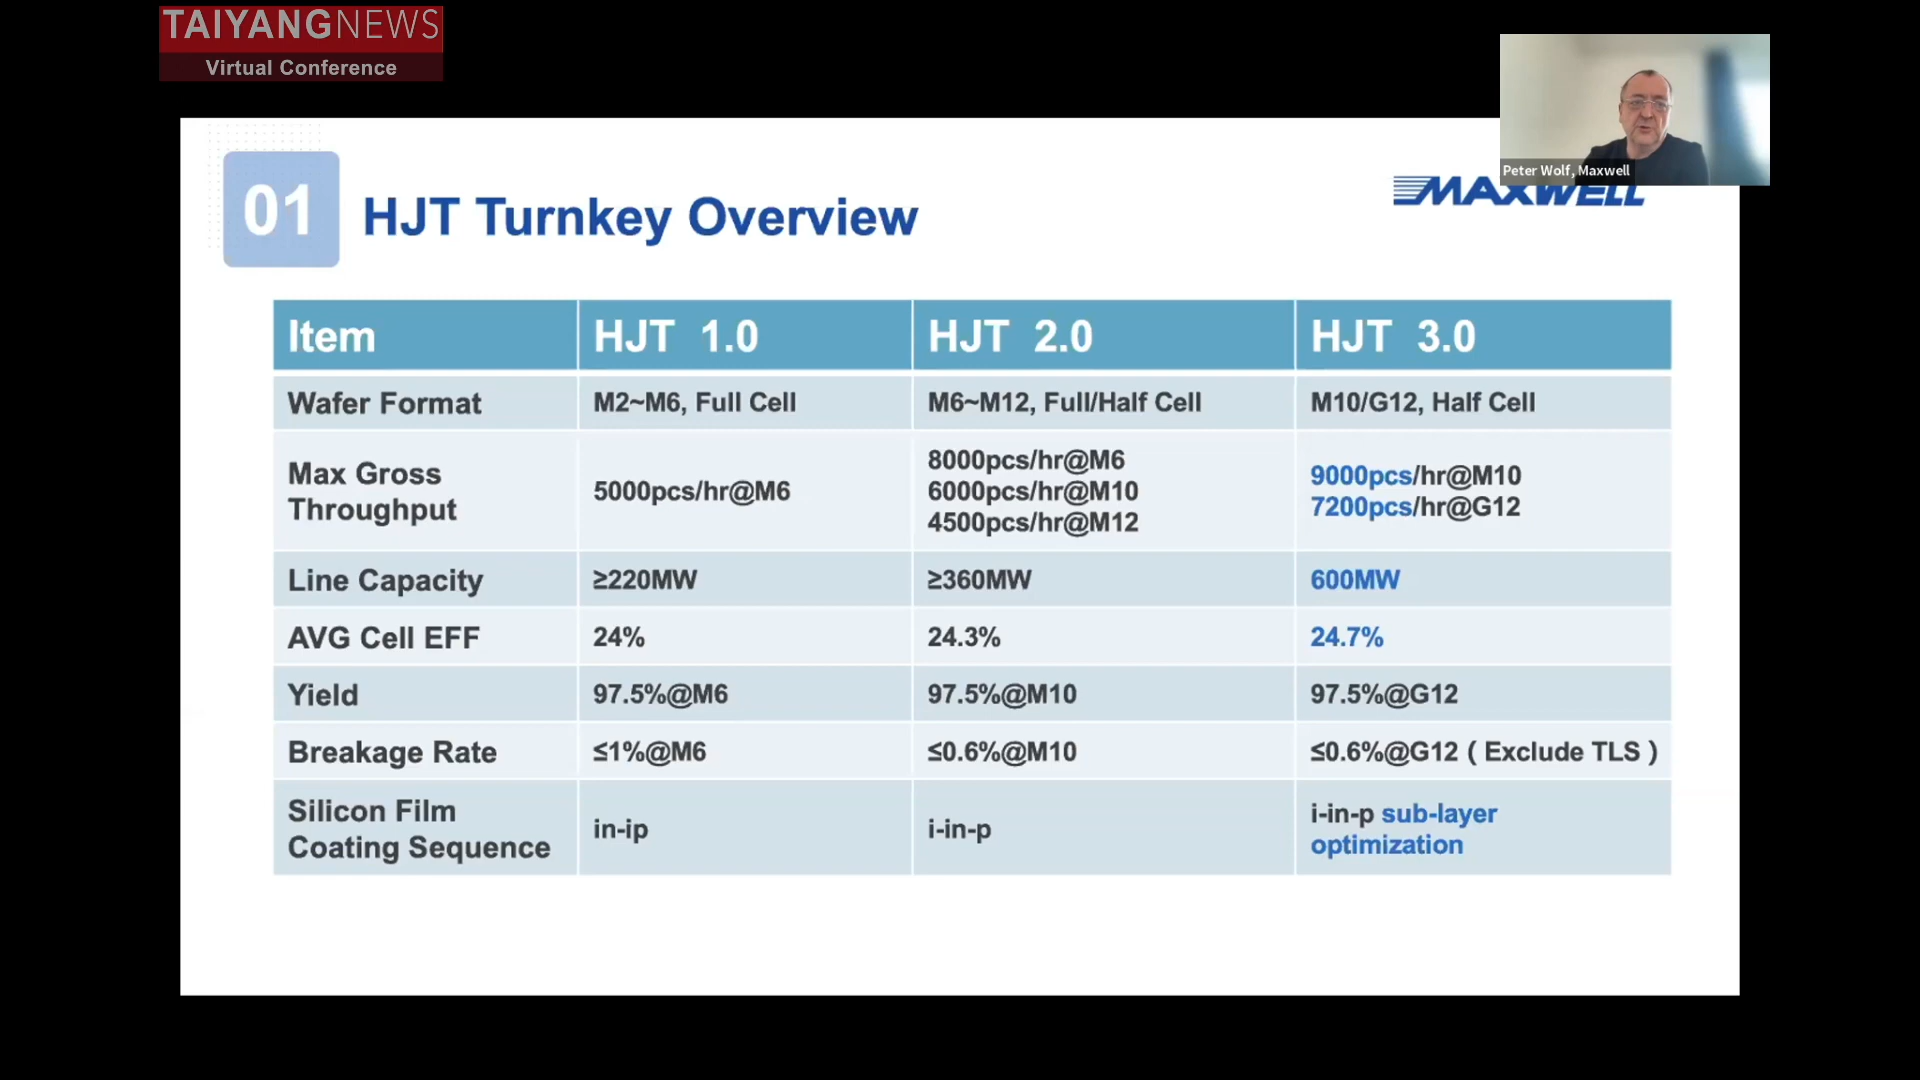 TAIYANGNEWS
Virtual Conference
Peter Wolf, Maxwell
MAXWELL
01
HJT Turnkey Overview
Item HJT 1.0 HJT 2.0 HJT 3.0
Wafer Format M2~M6, Full Cell M6~M12, Full/Half Cell M10/G12, Half Cell
Max Gross
Throughput
5000pcs/hr@M6
8000pcs/hr@M6
6000pcs/hr@M10
4500pcs/hr@M12
9000pcs/hr@M10
7200pcs/hr@G12
Line Capacity ≥220MW ≥360MW 600MW
AVG Cell EFF 24% 24.3% 24.7%
Yield 97.5%@M6 97.5%@M10 97.5%@G12
Breakage Rate ≤1%@M6 ≤0.6%@M10 ≤0.6%@G12 ( Exclude TLS )
Silicon Film
Coating Sequence
in-ip
i-in-p
i-in-p sub-layer
optimization